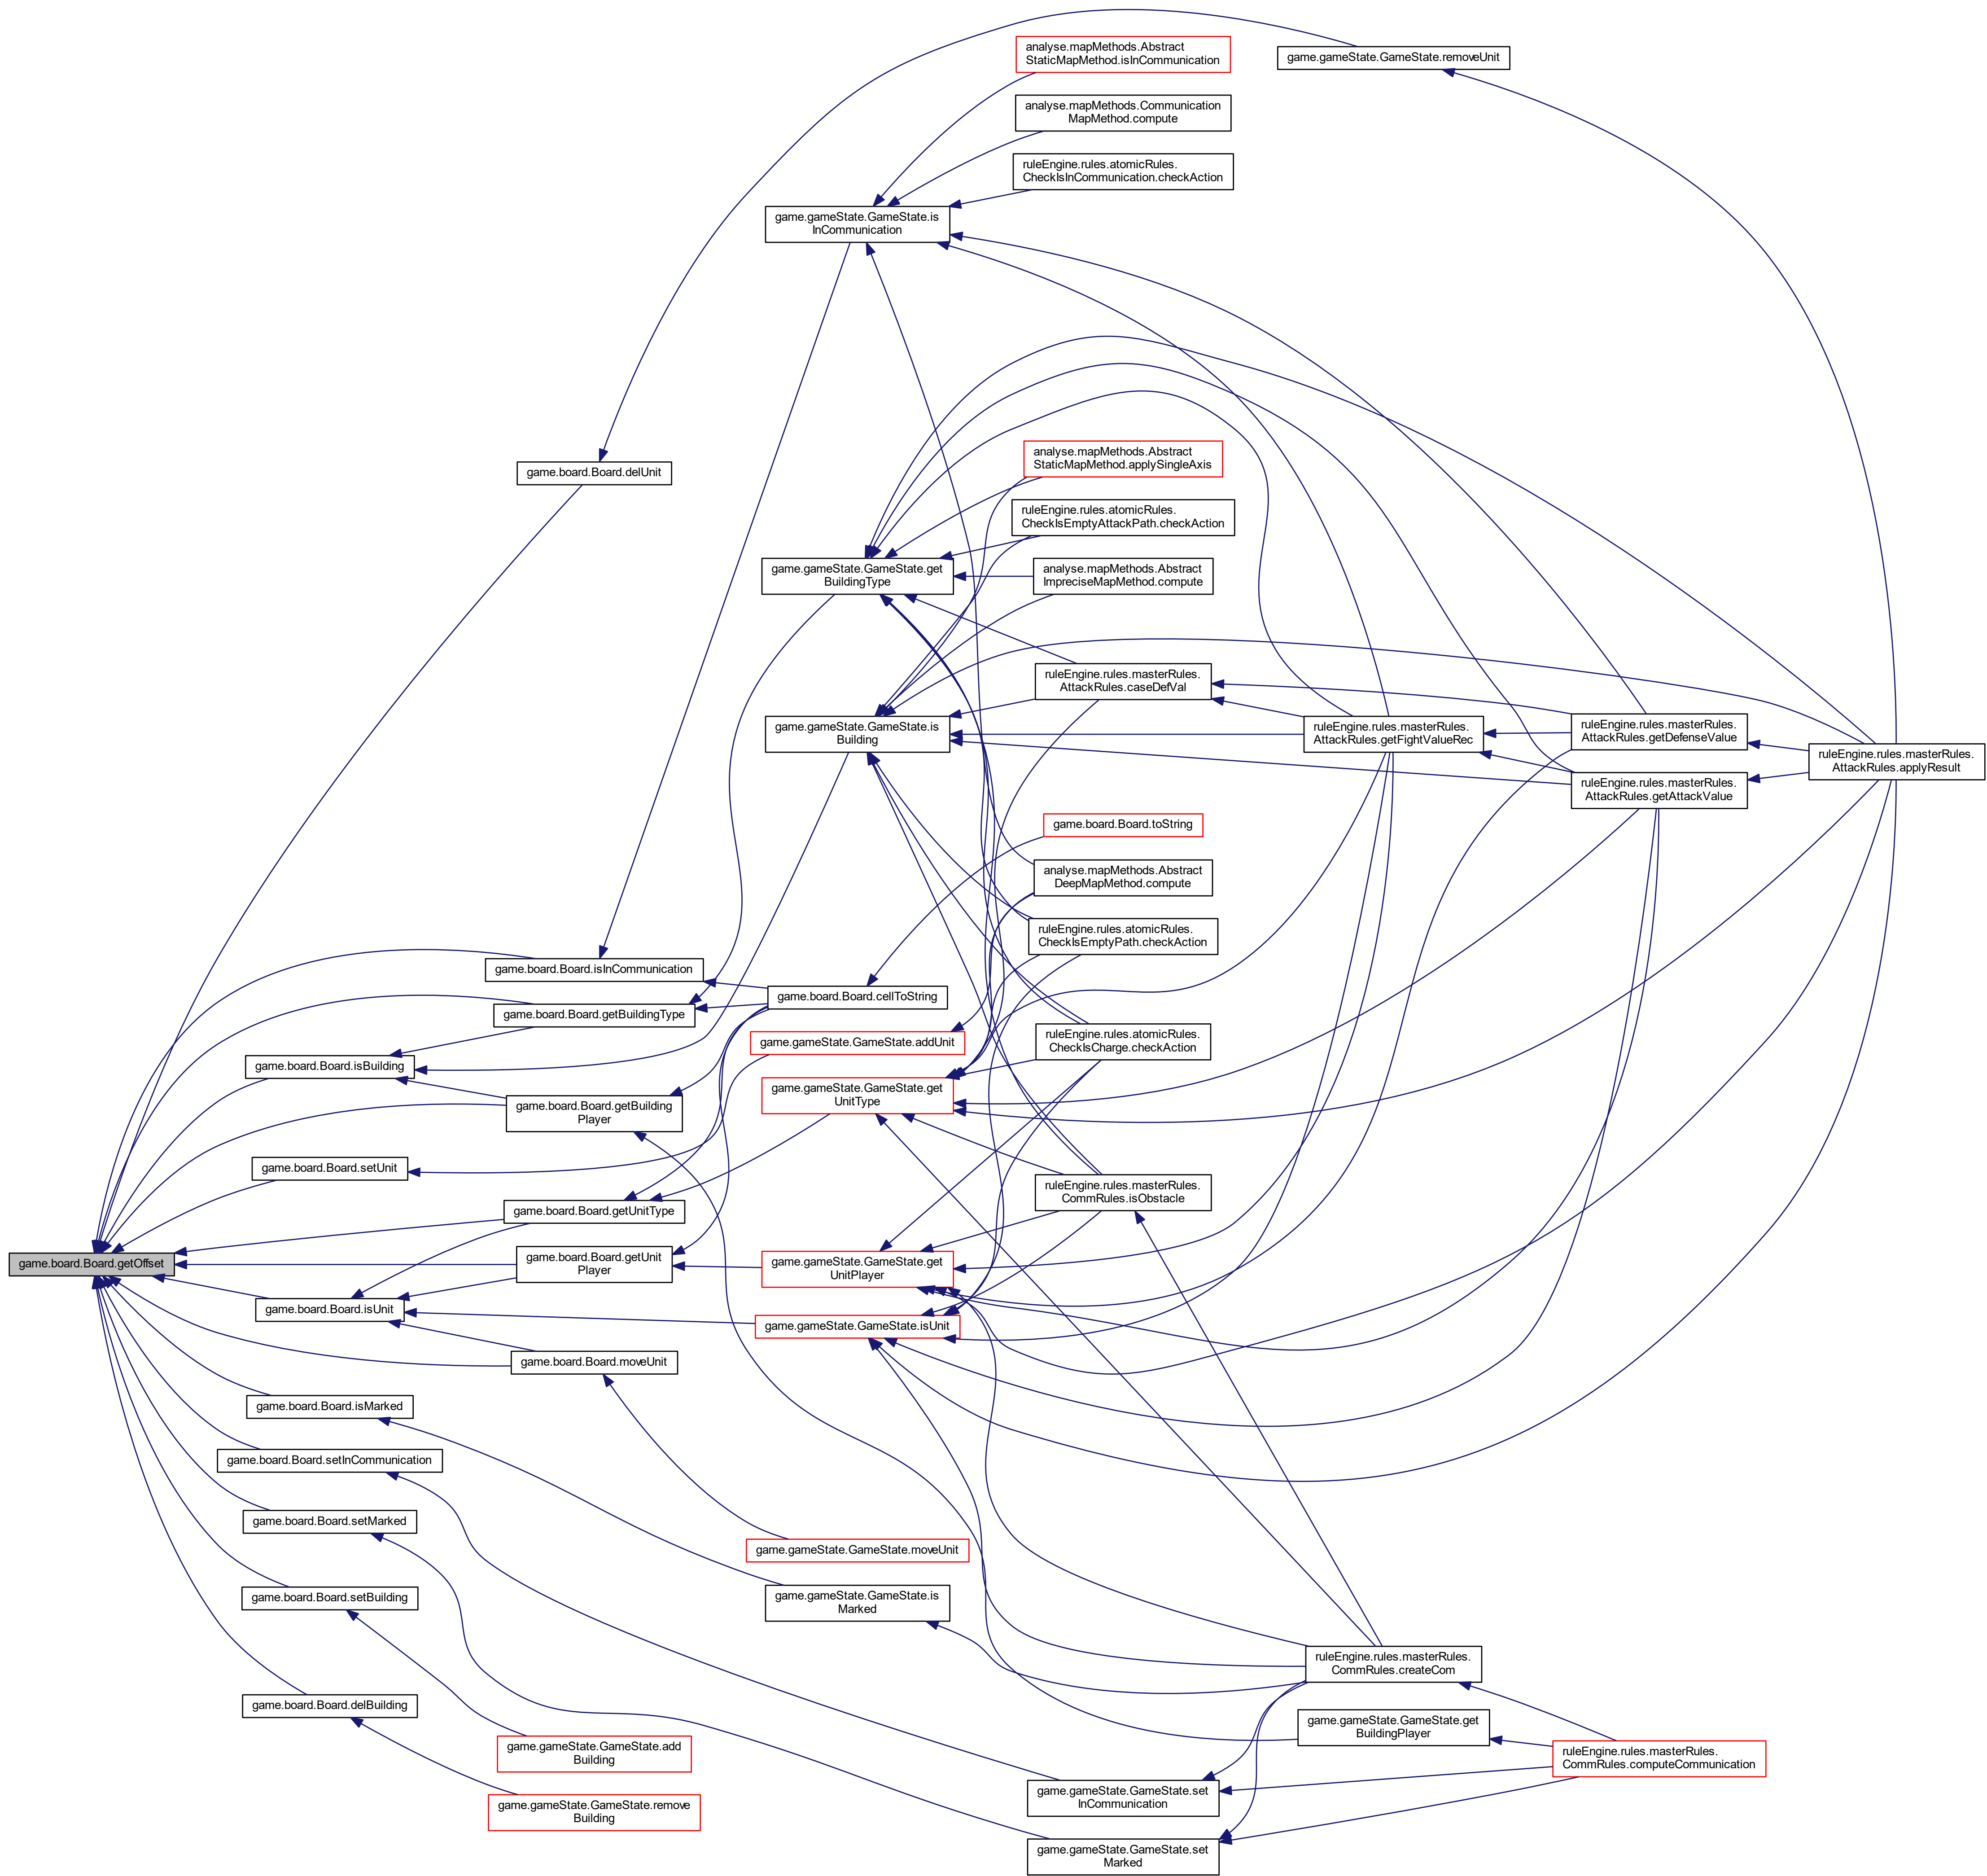 analyse.mapMethods.Abstract
StaticMapMethod.isInCommunication
game.gameState.GameState.removeUnit
analyse.mapMethods.Communication
MapMethod.compute
ruleEngine.rules.atomicRules.
CheckIsInCommunication.checkAction
game.gameState.GameState.is
InCommunication
analyse.mapMethods.Abstract
StaticMapMethod.applySingleAxis
game.board.Board.delUnit
ruleEngine.rules.atomicRules.
CheckIsEmptyAttackPath.checkAction
game.gameState.GameState.get
BuildingType
analyse.mapMethods.Abstract
ImpreciseMapMethod.compute
ruleEngine.rules.masterRules.
AttackRules.caseDefVal
game.gameState.GameState.is
Building
ruleEngine.rules.masterRules.
AttackRules.getFightValueRec
ruleEngine.rules.masterRules.
AttackRules.getDefenseValue
ruleEngine.rules.masterRules.
AttackRules.applyResult
ruleEngine.rules.masterRules.
AttackRules.getAttackValue
game.board.Board.toString
analyse.mapMethods.Abstract
DeepMapMethod.compute
ruleEngine.rules.atomicRules.
CheckIsEmptyPath.checkAction
game.board.Board.isInCommunication
game.board.Board.cellToString
game.board.Board.getBuildingType
game.gameState.GameState.addUnit
ruleEngine.rules.atomicRules.
CheckIsCharge.checkAction
game.board.Board.isBuilding
game.gameState.GameState.get
UnitType
game.board.Board.getBuilding
Player
game.board.Board.setUnit
ruleEngine.rules.masterRules.
CommRules.isObstacle
game.board.Board.getUnitType
game.board.Board.getOffset
game.board.Board.getUnit
Player
game.gameState.GameState.get
UnitPlayer
game.board.Board.isUnit
game.gameState.GameState.isUnit
game.board.Board.moveUnit
game.board.Board.isMarked
game.board.Board.setInCommunication
game.board.Board.setMarked
game.gameState.GameState.moveUnit
game.board.Board.setBuilding
game.gameState.GameState.is
Marked
ruleEngine.rules.masterRules.
CommRules.createCom
game.board.Board.delBuilding
game.gameState.GameState.get
BuildingPlayer
game.gameState.GameState.add
Building
ruleEngine.rules.masterRules.
CommRules.computeCommunication
game.gameState.GameState.set
InCommunication
game.gameState.GameState.remove
Building
game.gameState.GameState.set
Marked